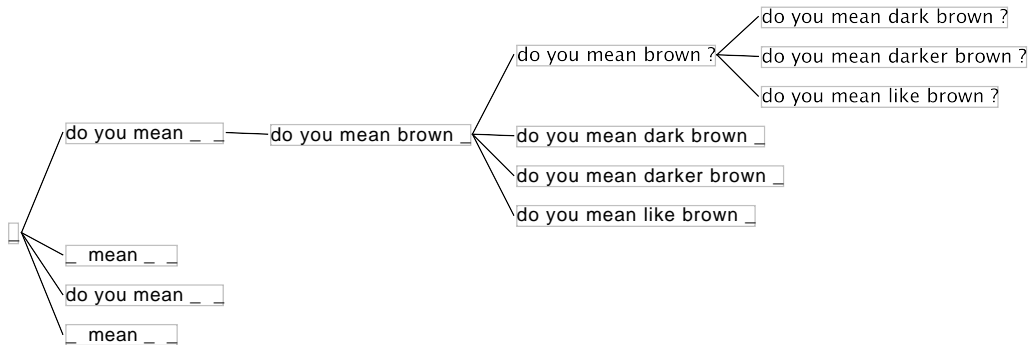 do you mean dark brown ?
do you mean brown ?
do you mean darker brown ?
do you mean like brown ?
do you mean _ _
do you mean brown _
do you mean dark brown _
do you mean darker brown _
do you mean like brown _
_
_ mean _ _
do you mean _ _
_ mean _ _